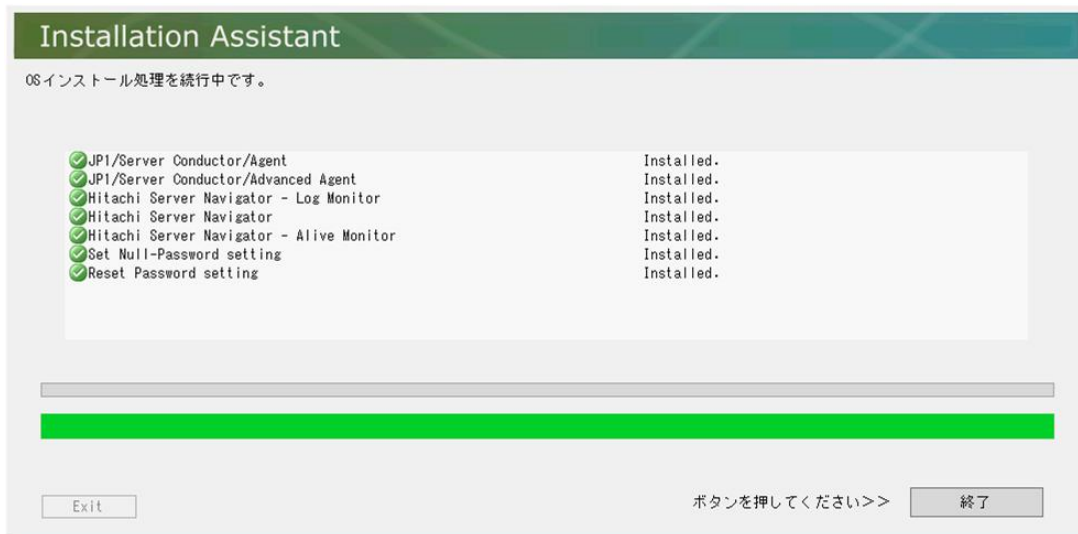 Installation Assistant
OSインストール処理を続行中です。
JP1/Server Conductor/Agent Installed.
JP1/Server Conductor/Advanced Agent Installed.
Hitachi Server Navigator - Log Monitor Installed.
Hitachi Server Navigator Installed.
Hitachi Server Navigator - Alive Monitor Installed.
Set Null-Password setting Installed.
Reset Password setting Installed.
Exit ボタンを押してください>> 終了